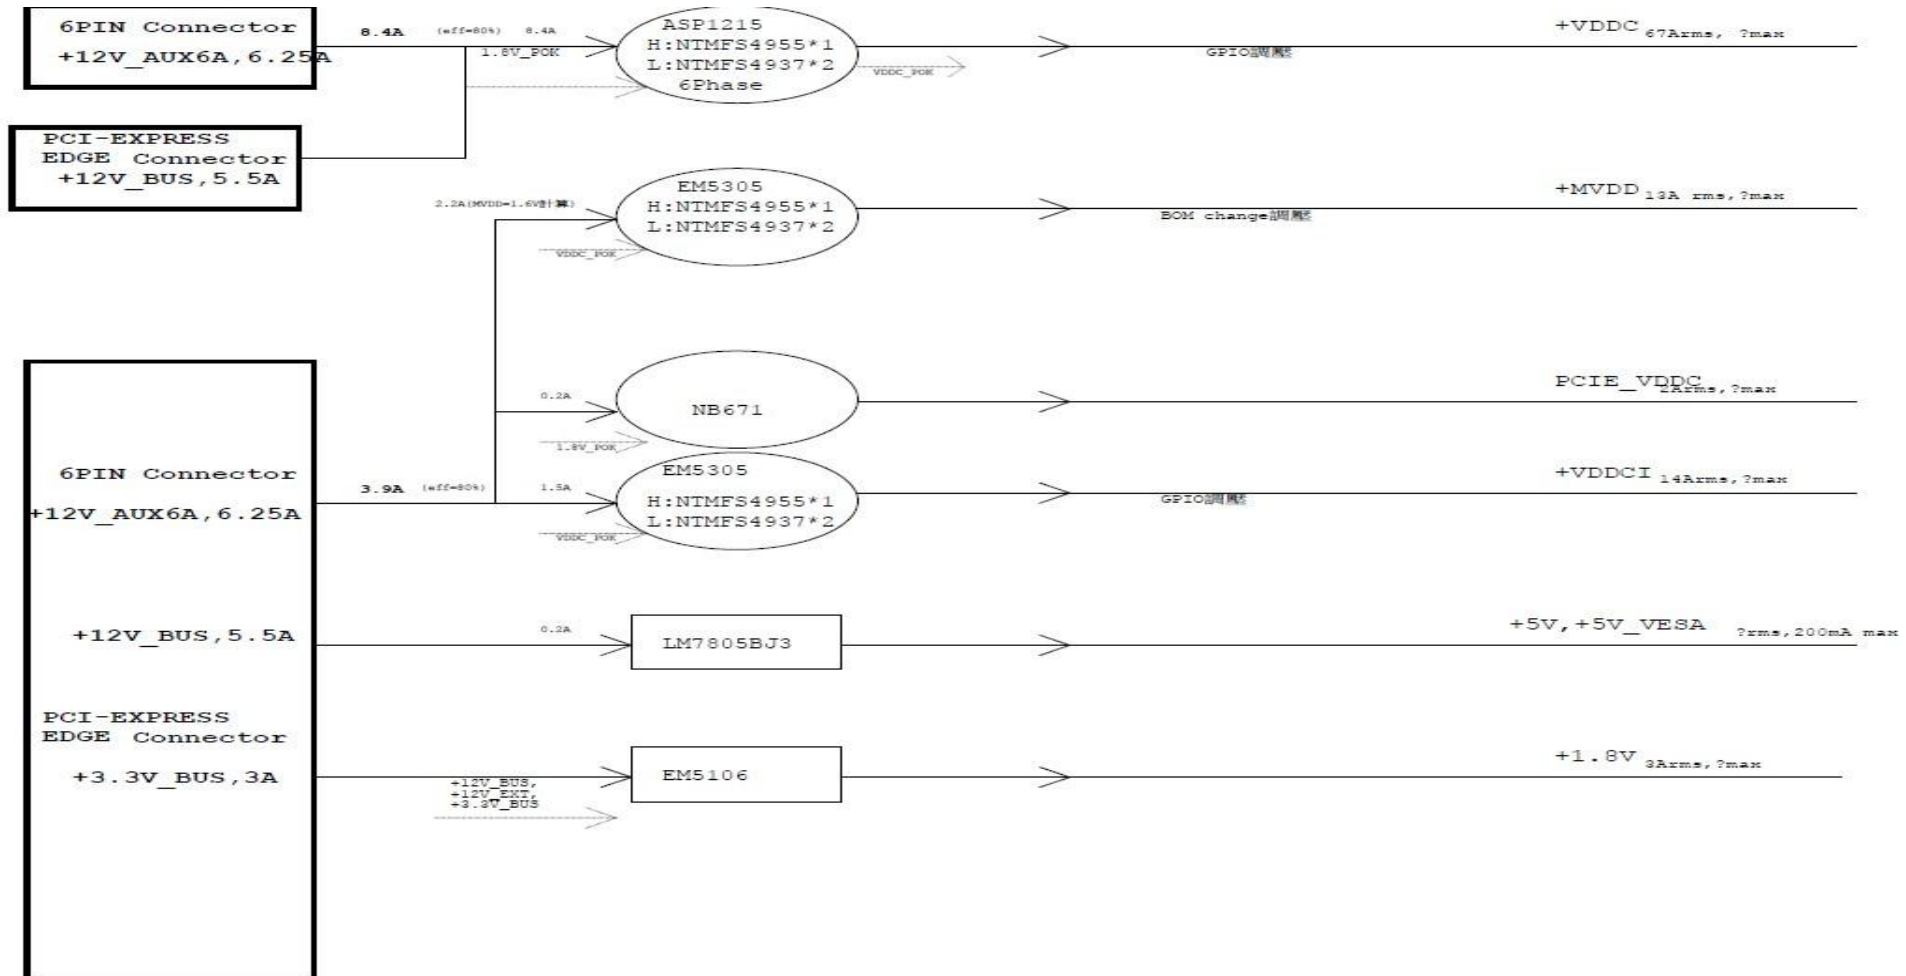 6PIN Connector
+12V_AUX6A,6.25A
8.4A
(eff=80%)
8.4A
1.8V_POK
ASP1215
H:NTMFS4955*1
L:NTMFS4937*2
6Phase
VDDC_POK
GPIO調壓
+VDDC 67Arms, ?max
PCI-EXPRESS
EDGE Connector
+12V_BUS,5.5A
2.2A(MVDD=1.6V計算)
VDDC_POK
EM5305
H:NTMFS4955*1
L:NTMFS4937*2
BOM change調壓
+MVDD 13A rms,?max
0.2A
1.8V_POK
NB671
PCIE_VDDC 2Arms,?max
6PIN Connector
+12V_AUX6A,6.25A
3.9A
(eff=80%)
1.5A
VDDC_POK
EM5305
H:NTMFS4955*1
L:NTMFS4937*2
GPIO調壓
+VDDCI 14Arms,?max
+12V_BUS,5.5A
0.2A
LM7805BJ3
+5V,+5V_VESA ?rms,200mA max
PCI-EXPRESS
EDGE Connector
+3.3V_BUS,3A
+12V_BUS,
+12V_EXT,
+3.3V_BUS
EM5106
+1.8V 3Arms,?max